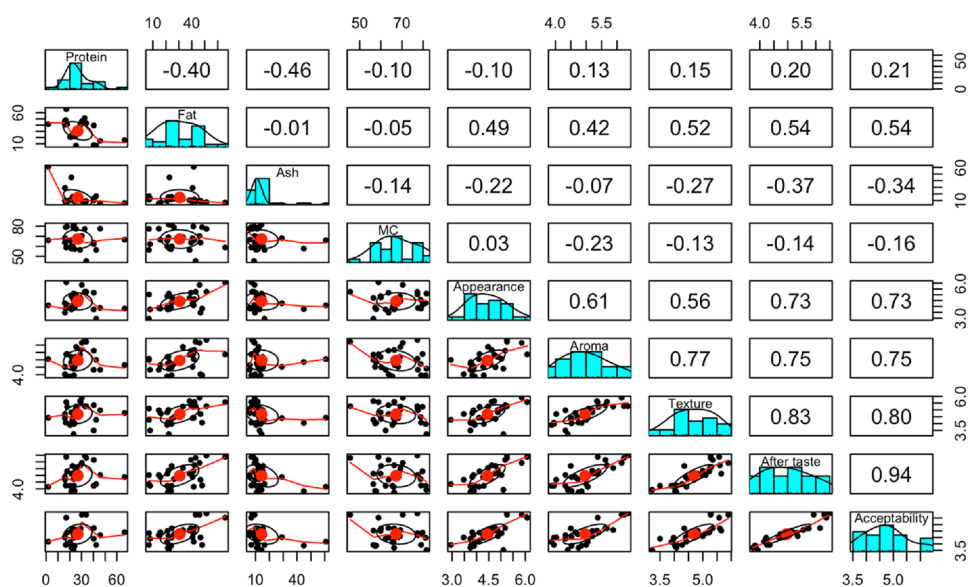 10 40 50 70 4.0 5.5 4.0 5.5
Protein -0.40 -0.46 -0.10 -0.10 0.13 0.15 0.20 0.21 0 50
10 60 Fat -0.01 -0.05 0.49 0.42 0.52 0.54 0.54
Ash -0.14 -0.22 -0.07 -0.27 -0.37 -0.34 10 60
50 80 MC 0.03 -0.23 -0.13 -0.14 -0.16
Appearance 0.61 0.56 0.73 0.73 3.0 6.0
4.0 Aroma 0.77 0.75 0.75
Texture 0.83 0.80 3.5 6.0
4.0 After taste 0.94
Acceptability 3.5
0 30 60 10 40 3.0 4.5 6.0 3.5 5.0 3.5 5.0